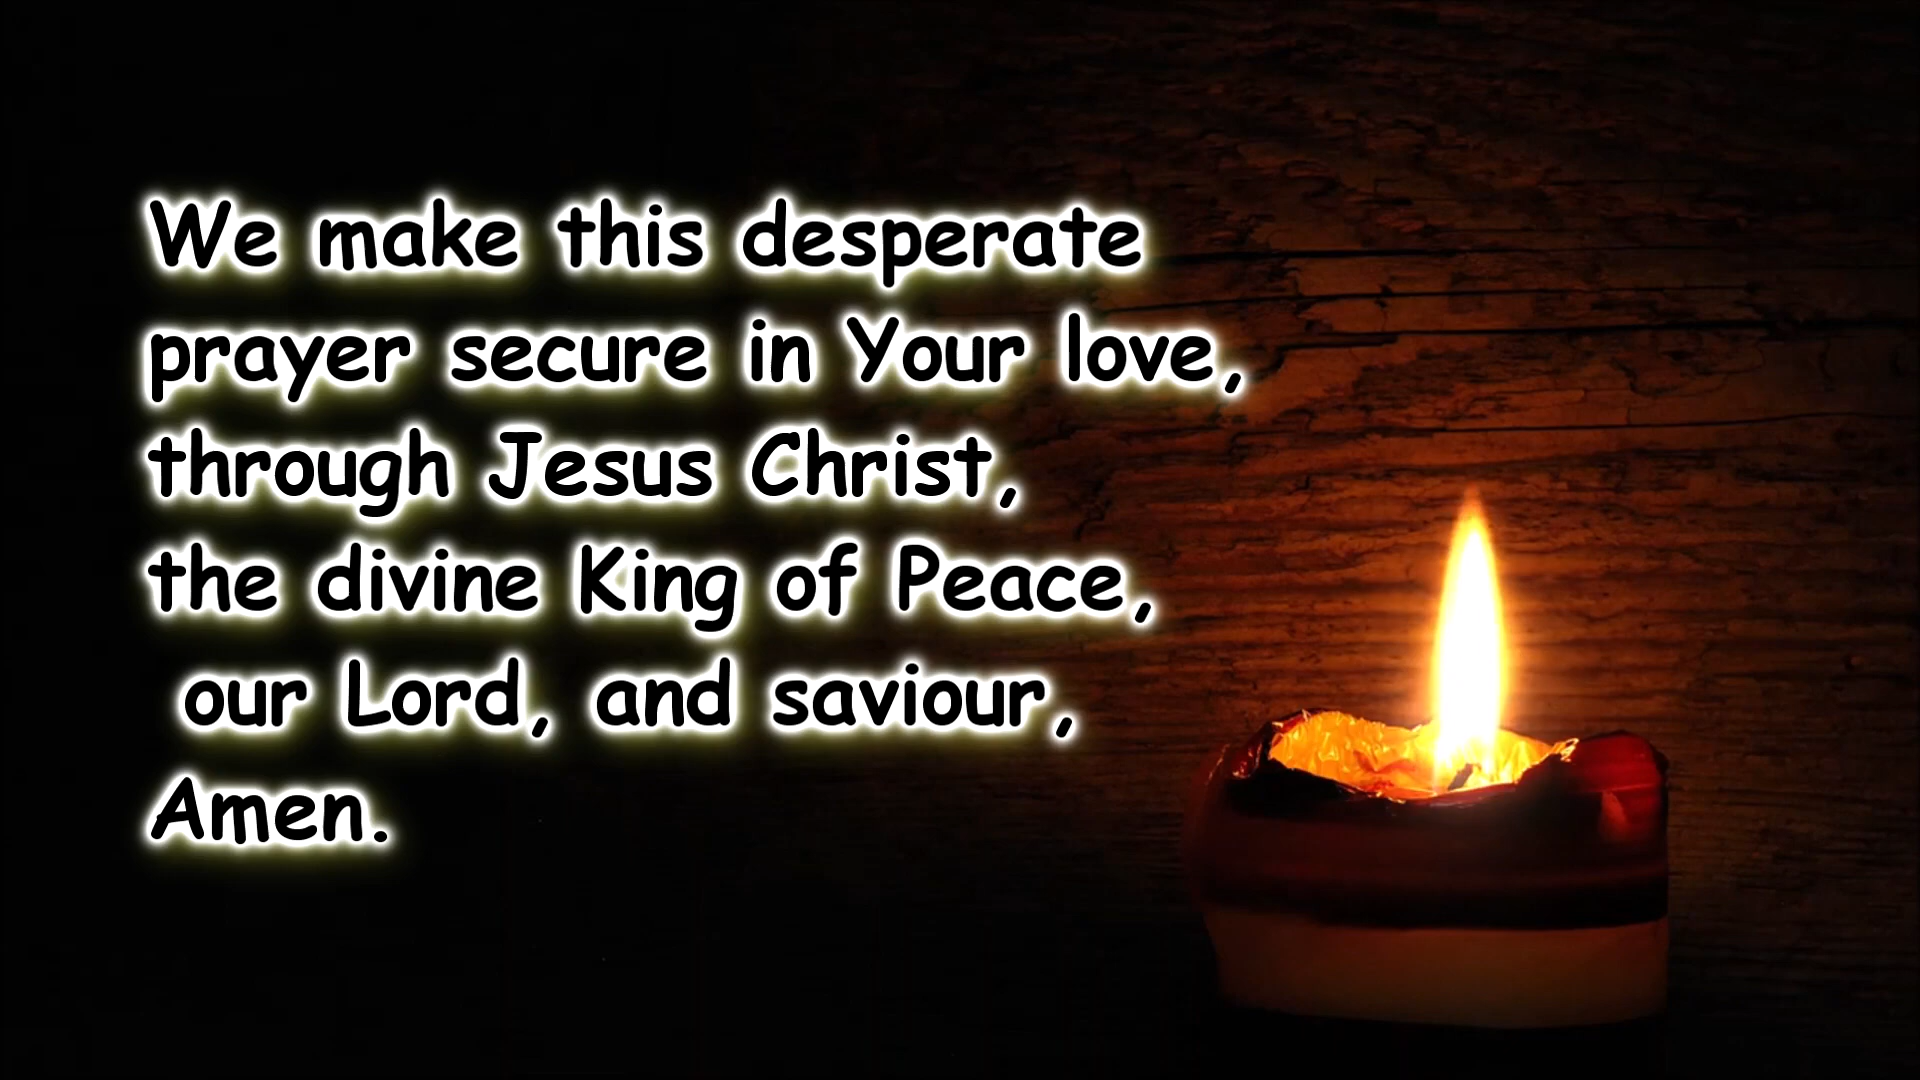 We make this desperate
prayer secure in Your love,
through Jesus Christ,
the divine King of Peace,
our Lord, and saviour,
Amen.